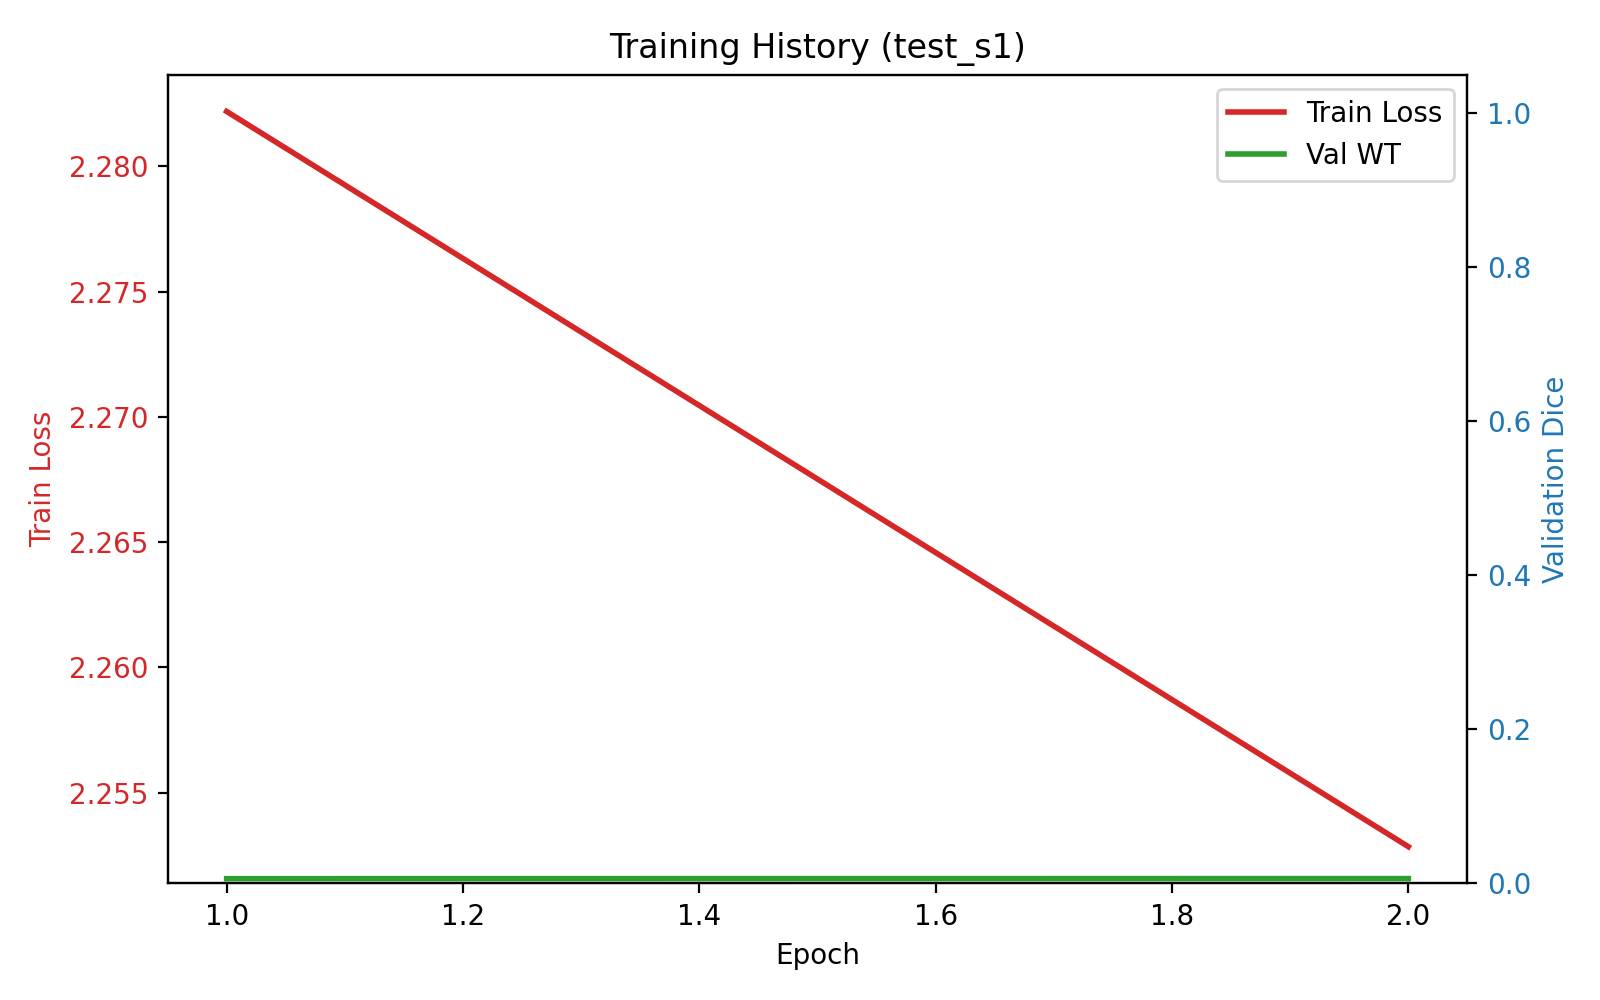 Training History (test_s1)
Train Loss
Val WT
2.280
2.275
2.270
2.265
2.260
2.255
Train Loss
1.0
0.8
0.6
0.4
0.2
0.0
Validation Dice
1.0 1.2 1.4 1.6 1.8 2.0
Epoch